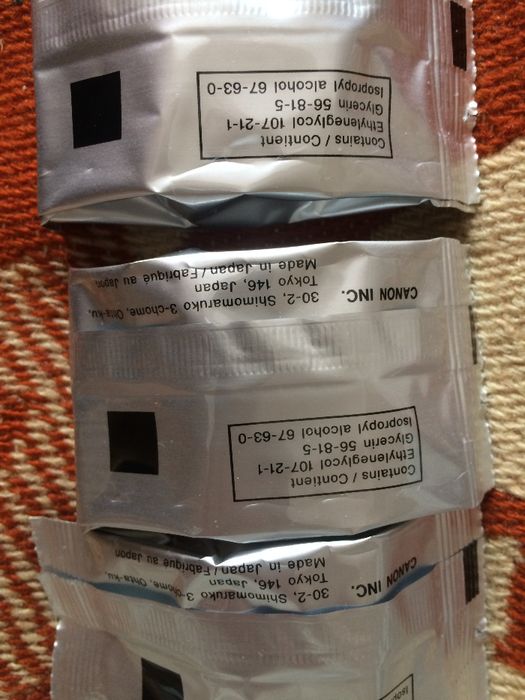 CANON INC.
30-2, Shimomaruko 3-chome, Ohta-ku,
Tokyo 146, Japan
Made in Japan / Fabriqué au Japon
Contains / Contient
Ethyleneglycol 107-21-1
Glycerin 56-81-5
Isopropyl alcohol 67-63-0
CANON INC.
30-2, Shimomaruko 3-chome, Ohta-ku,
Tokyo 146, Japan
Made in Japan / Fabriqué au Japon
Contains / Contient
Ethyleneglycol 107-21-1
Glycerin 56-81-5
Isopropyl alcohol 67-63-0